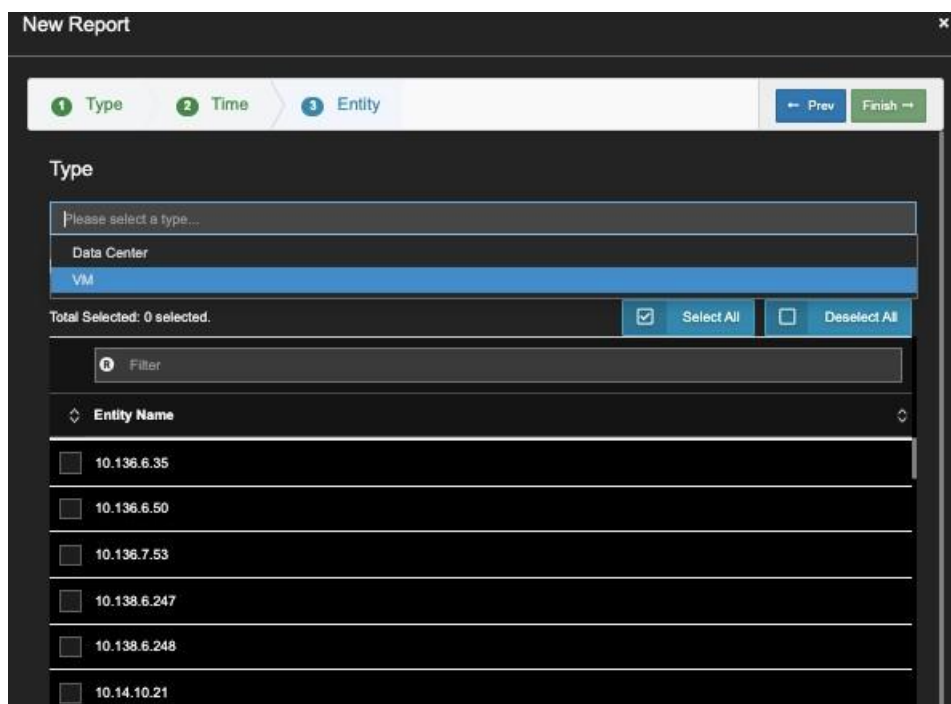 New Report ×
1 Type 2 Time 3 Entity ← Prev Finish →
Type
Please select a type...
Data Center
VM
Total Selected: 0 selected. Select All Deselect All
R Filter
Entity Name
10.136.6.35
10.136.6.50
10.136.7.53
10.138.6.247
10.138.6.248
10.14.10.21